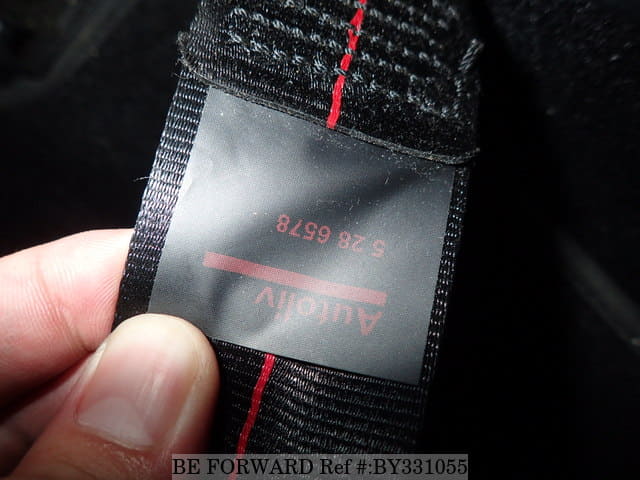 Autoliv
5 28 6578
BE FORWARD Ref #:BY331055